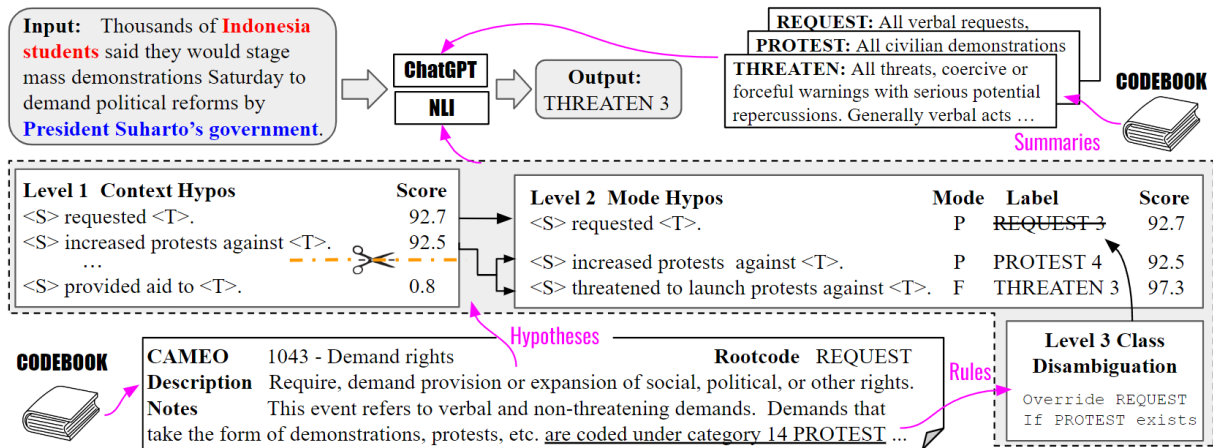 Input: Thousands of Indonesia
students said they would stage
mass demonstrations Saturday to
demand political reforms by
President Suharto's government.
ChatGPT
NLI
Output:
THREATEN 3
REQUEST: All verbal requests,
PROTEST: All civilian demonstrations
THREATEN: All threats, coercive or
forceful warnings with serious potential
repercussions. Generally verbal acts …
CODEBOOK
Summaries
Level 1 Context Hypos Score
<S> requested <T>. 92.7
<S> increased protests against <T>. 92.5
…
<S> provided aid to <T>. 0.8
Level 2 Mode Hypos Mode Label Score
<S> requested <T>. P REQUEST 3 92.7
<S> increased protests against <T>. P PROTEST 4 92.5
<S> threatened to launch protests against <T>. F THREATEN 3 97.3
Hypotheses
CODEBOOK
CAMEO 1043 - Demand rights Rootcode REQUEST
Description Require, demand provision or expansion of social, political, or other rights.
Notes This event refers to verbal and non-threatening demands. Demands that
take the form of demonstrations, protests, etc. are coded under category 14 PROTEST ...
Rules
Level 3 Class
Disambiguation
Override REQUEST
If PROTEST exists